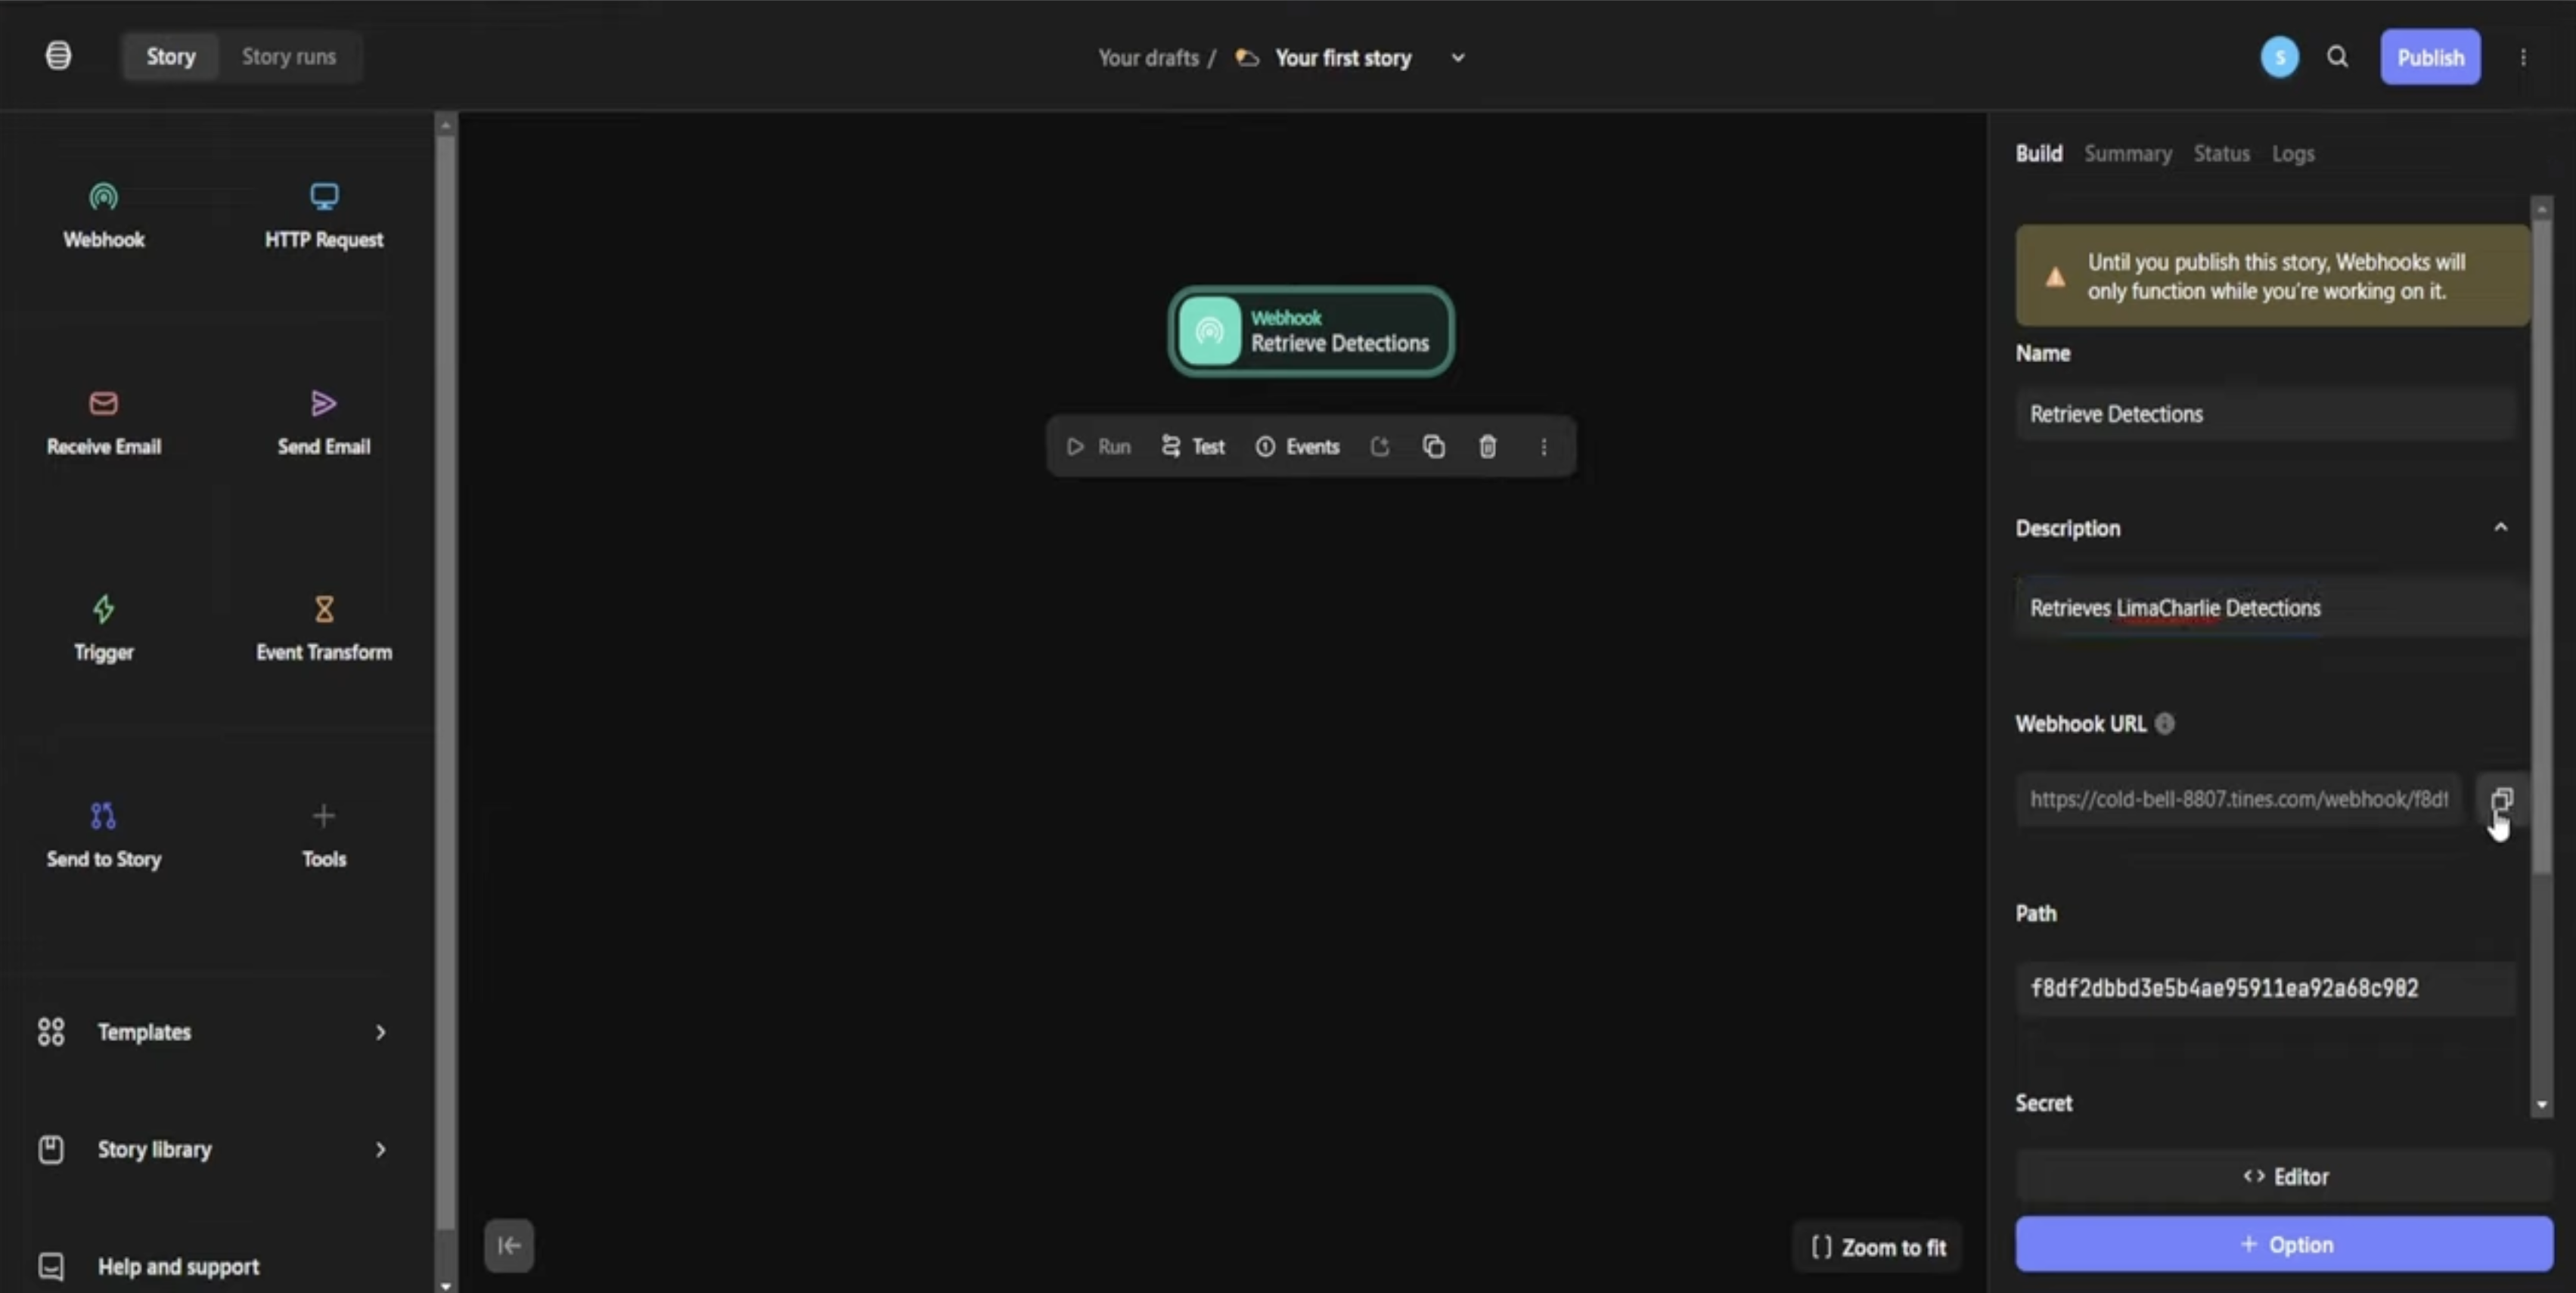 Story
Story runs
Your drafts /
Your first story
S
Publish
Webhook
HTTP Request
Receive Email
Send Email
Trigger
Event Transform
Send to Story
Tools
Templates
Story library
Help and support
Webhook
Retrieve Detections
Run
Test
Events
Zoom to fit
Build
Summary
Status
Logs
Until you publish this story, Webhooks will
only function while you're working on it.
Name
Retrieve Detections
Description
Retrieves LimaCharlie Detections
Webhook URL
https://cold-bell-8807.tines.com/webhook/f8df
Path
f8df2dbbd3e5b4ae95911ea92a68c902
Secret
<> Editor
+ Option